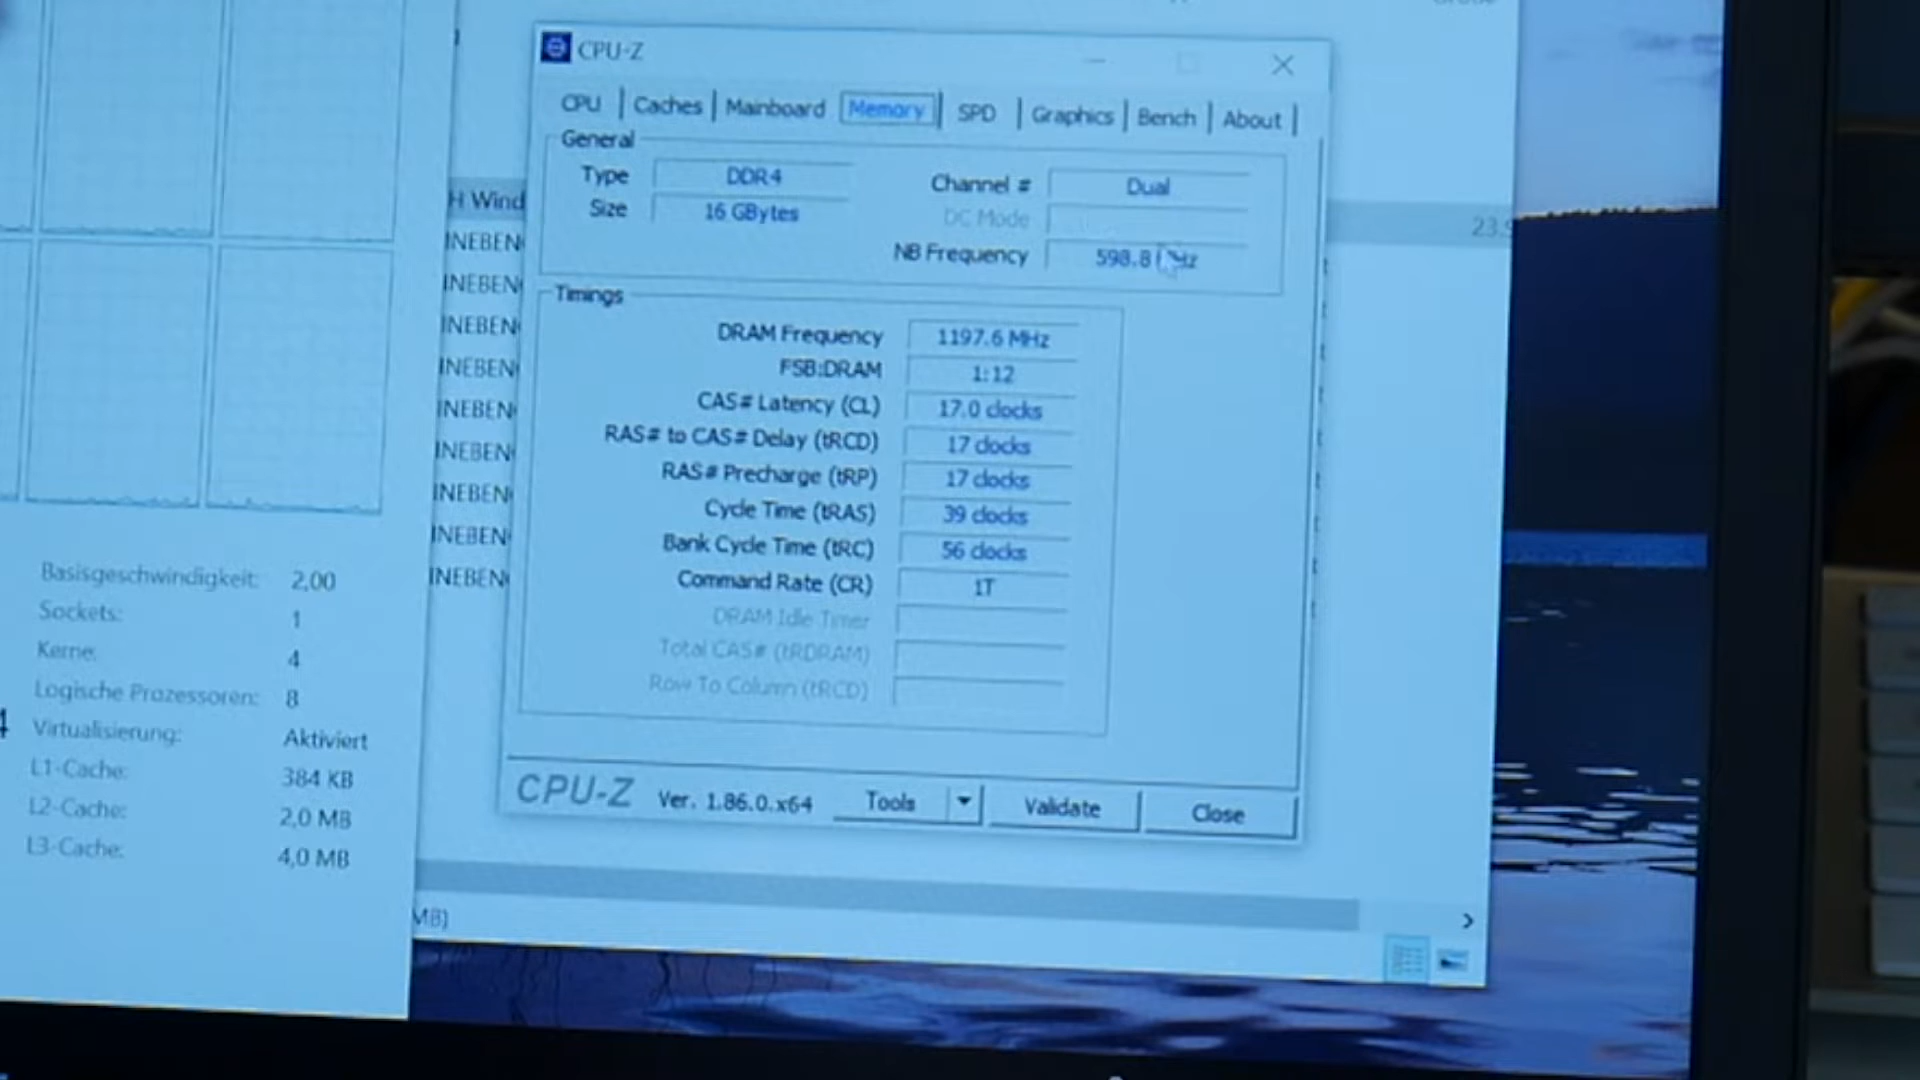 CPU-Z
CPU Caches Mainboard Memory SPD Graphics Bench About
General
Type DDR4 Channel # Dual
Size 16 GBytes DC Mode
NB Frequency 598.8 MHz
Timings
DRAM Frequency 1197.6 MHz
FSB:DRAM 1:12
CAS# Latency (CL) 17.0 clocks
RAS# to CAS# Delay (tRCD) 17 clocks
RAS# Precharge (tRP) 17 clocks
Cycle Time (tRAS) 39 clocks
Bank Cycle Time (tRC) 56 clocks
Command Rate (CR) 1T
DRAM Idle Timer
Total CAS# (tRDRAM)
Row To Column (tRCD)
CPU-Z Ver. 1.86.0.x64 Tools Validate Close
H Wind
INEBEN
INEBEN
INEBEN
INEBEN
INEBEN
INEBEN
INEBEN
INEBEN
INEBEN
MB)
Basisgeschwindigkeit: 2,00
Sockets: 1
Kerne: 4
Logische Prozessoren: 8
Virtualisierung: Aktiviert
L1-Cache: 384 KB
L2-Cache: 2,0 MB
L3-Cache: 4,0 MB